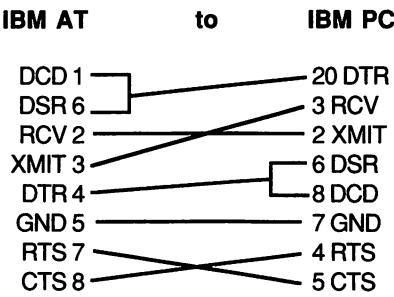 IBM AT to IBM PC
DCD 1 20 DTR
DSR 6 3 RCV
RCV 2 2 XMIT
XMIT 3 6 DSR
DTR 4 8 DCD
GND 5 7 GND
RTS 7 4 RTS
CTS 8 5 CTS